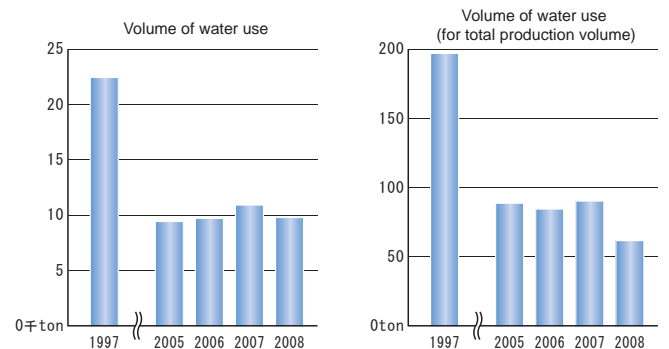 Volume of water use
25
20
15
10
5
0千ton
1997 2005 2006 2007 2008
Volume of water use
(for total production volume)
200
150
100
50
0ton
1997 2005 2006 2007 2008